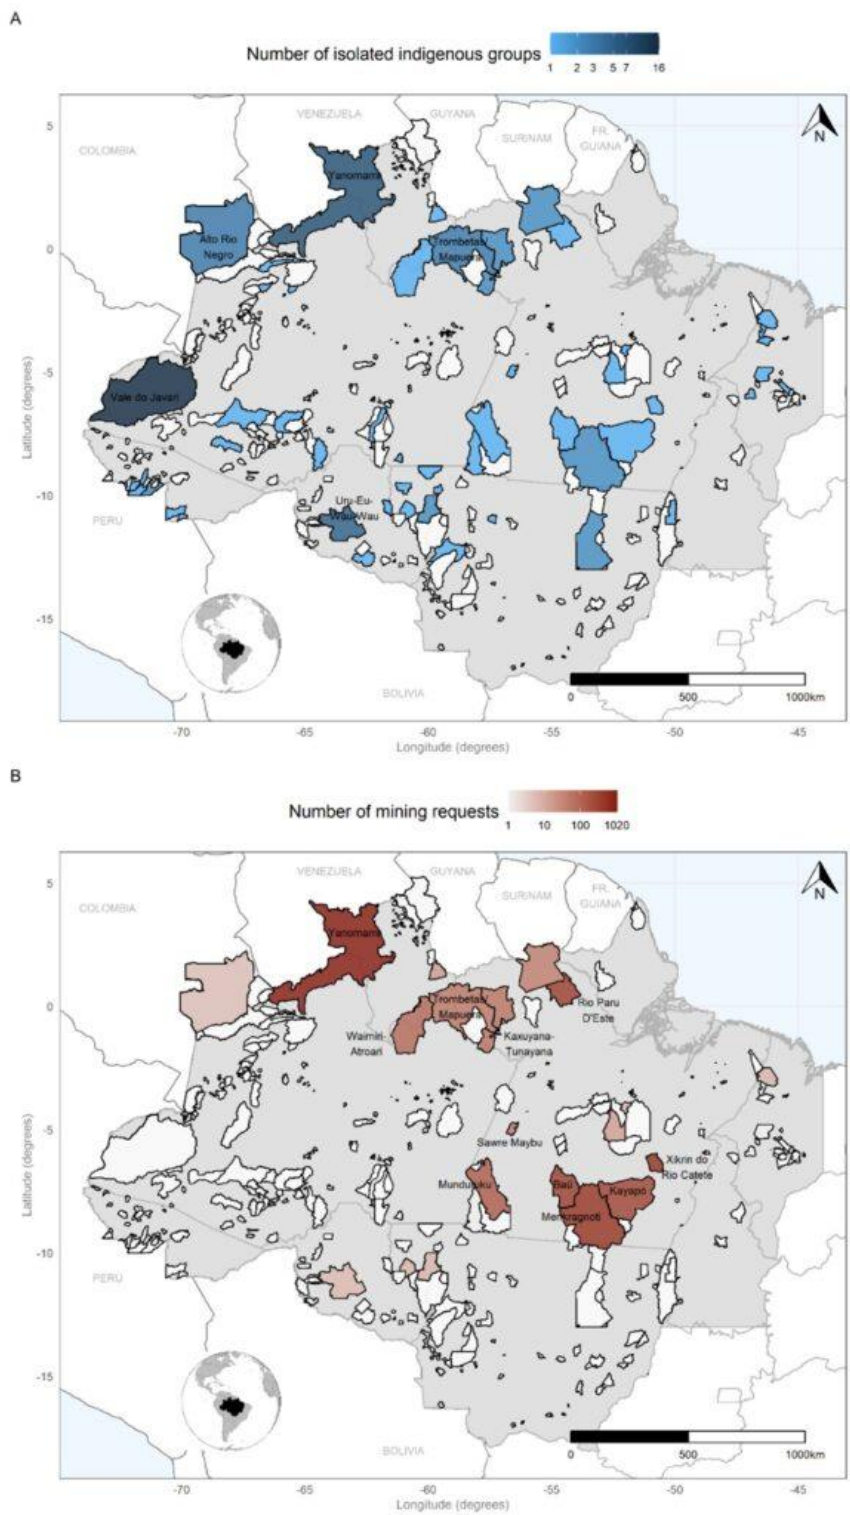 A
Number of isolated indigenous groups
1 2 3 5 7 16
VENEZUELA
GUYANA
COLOMBIA
SURINAM
FR.
GUIANA
N
Yanomami
Alto Rio
Negro
Trombetas/
Mapuera
Vale do Javari
Uru-Eu-
Wau-Wau
PERU
BOLIVIA
5
0
-5
-10
-15
Latitude (degrees)
0 500 1000km
-70 -65 -60 -55 -50 -45
Longitude (degrees)
B
Number of mining requests
1 10 100 1020
VENEZUELA
GUYANA
COLOMBIA
SURINAM
FR.
GUIANA
N
Yanomami
Trombetas/
Mapuera
Rio Paru
D'Este
Waimiri
Atroari
Kaxuyana-
Tunayana
Sawre Maybu
Xikrin do
Rio Catete
Munduruku
Baú
Kayapó
Menkragnoti
PERU
BOLIVIA
5
0
-5
-10
-15
Latitude (degrees)
0 500 1000km
-70 -65 -60 -55 -50 -45
Longitude (degrees)